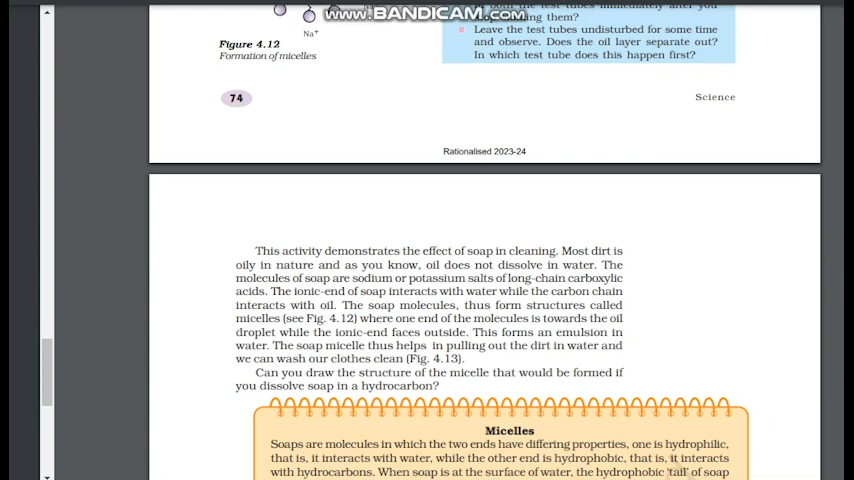 www.BANDICAM.com
of both the test tubes immediately after you
stop shaking them?
Leave the test tubes undisturbed for some time
and observe. Does the oil layer separate out?
In which test tube does this happen first?
Na+
Figure 4.12
Formation of micelles
74
Science
Rationalised 2023-24
This activity demonstrates the effect of soap in cleaning. Most dirt is
oily in nature and as you know, oil does not dissolve in water. The
molecules of soap are sodium or potassium salts of long-chain carboxylic
acids. The ionic-end of soap interacts with water while the carbon chain
interacts with oil. The soap molecules, thus form structures called
micelles (see Fig. 4.12) where one end of the molecules is towards the oil
droplet while the ionic-end faces outside. This forms an emulsion in
water. The soap micelle thus helps in pulling out the dirt in water and
we can wash our clothes clean (Fig. 4.13).
Can you draw the structure of the micelle that would be formed if
you dissolve soap in a hydrocarbon?
Micelles
Soaps are molecules in which the two ends have differing properties, one is hydrophilic,
that is, it interacts with water, while the other end is hydrophobic, that is, it interacts
with hydrocarbons. When soap is at the surface of water, the hydrophobic 'tail' of soap